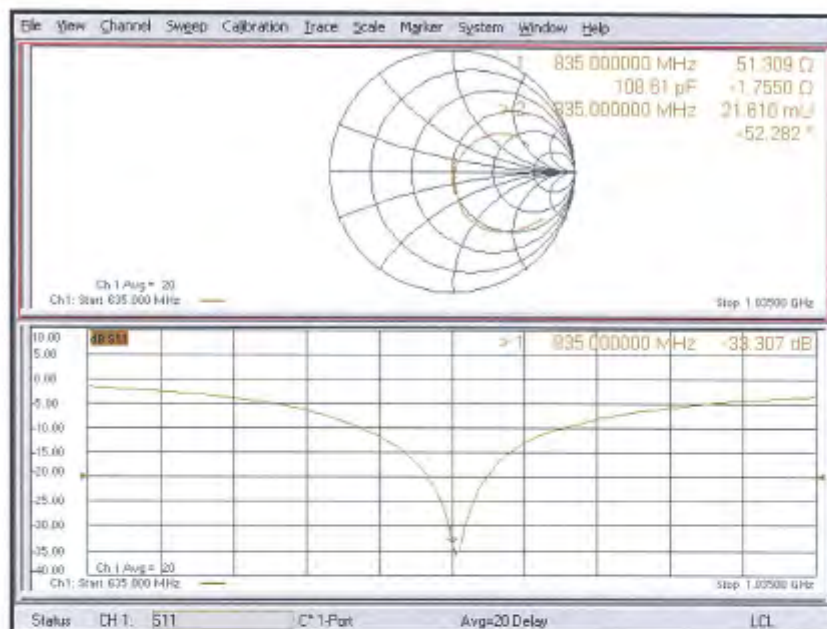 File View Channel Sweep Calibration Trace Scale Marker System Window Help
1 835.000000 MHz 51.309 Ω
108.61 pF -1.7550 Ω
>2 835.000000 MHz 21.610 mU
-52.282 °
Ch 1 Avg = 20
Ch1: Start 635.000 MHz
Stop 1.03500 GHz
10.00 dB S11
> 1 835.000000 MHz -33.307 dB
5.00
0.00
-5.00
-10.00
-15.00
-20.00
-25.00
-30.00
-35.00
-40.00
Ch 1 Avg = 20
Ch1: Start 635.000 MHz
Stop 1.03500 GHz
Status CH 1: S11 C* 1-Port Avg=20 Delay LCL